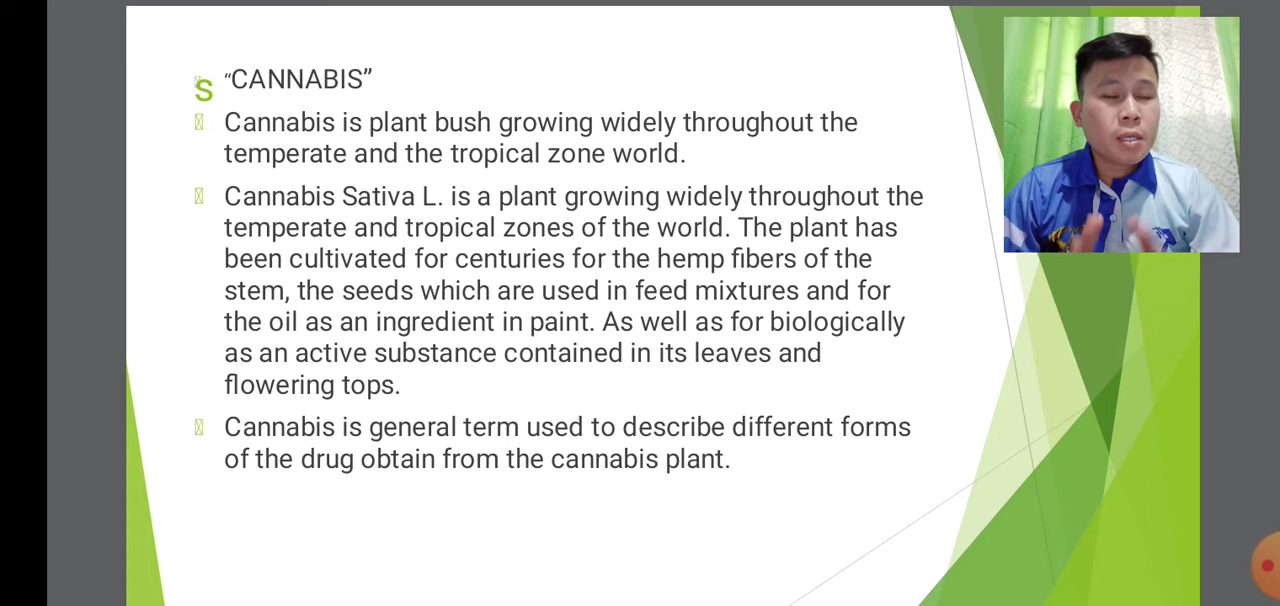 S “CANNABIS”
Cannabis is plant bush growing widely throughout the
temperate and the tropical zone world.
Cannabis Sativa L. is a plant growing widely throughout the
temperate and tropical zones of the world. The plant has
been cultivated for centuries for the hemp fibers of the
stem, the seeds which are used in feed mixtures and for
the oil as an ingredient in paint. As well as for biologically
as an active substance contained in its leaves and
flowering tops.
Cannabis is general term used to describe different forms
of the drug obtain from the cannabis plant.